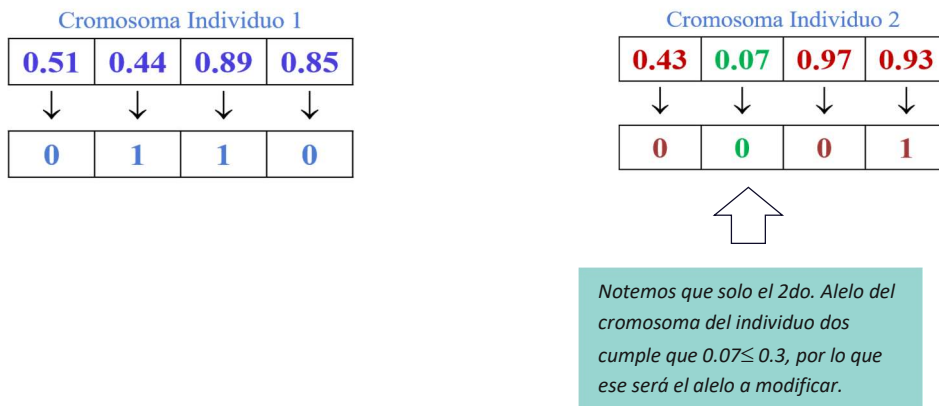 Cromosoma Individuo 1
0.51 0.44 0.89 0.85
0 1 1 0
Cromosoma Individuo 2
0.43 0.07 0.97 0.93
0 0 0 1
Notemos que solo el 2do. Alelo del
cromosoma del individuo dos
cumple que 0.07≤ 0.3, por lo que
ese será el alelo a modificar.